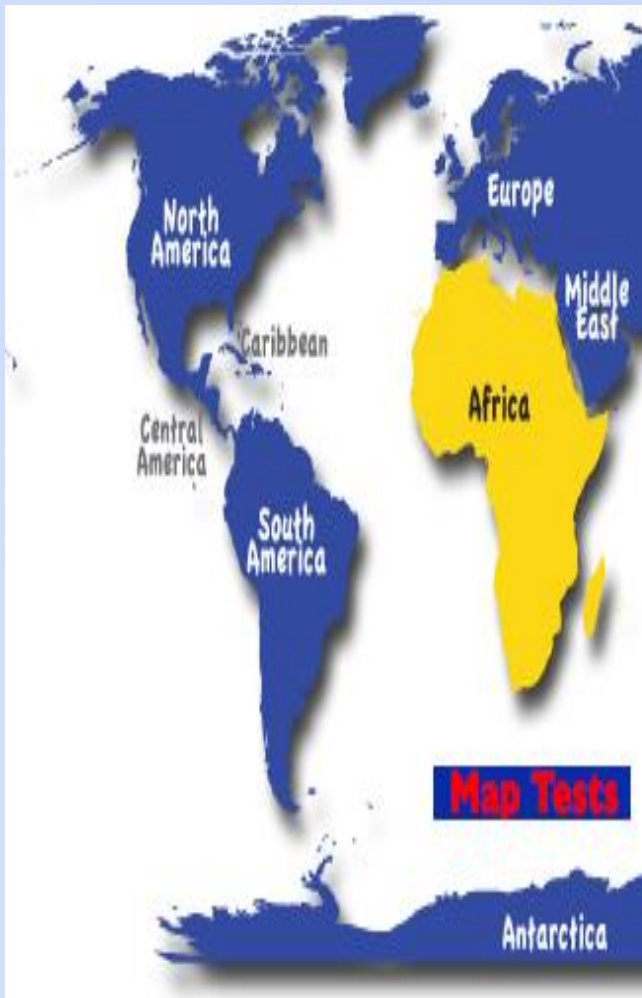 North
America
Europe
Middle
East
Caribbean
Africa
Central
America
South
America
Map Tests
Antarctica